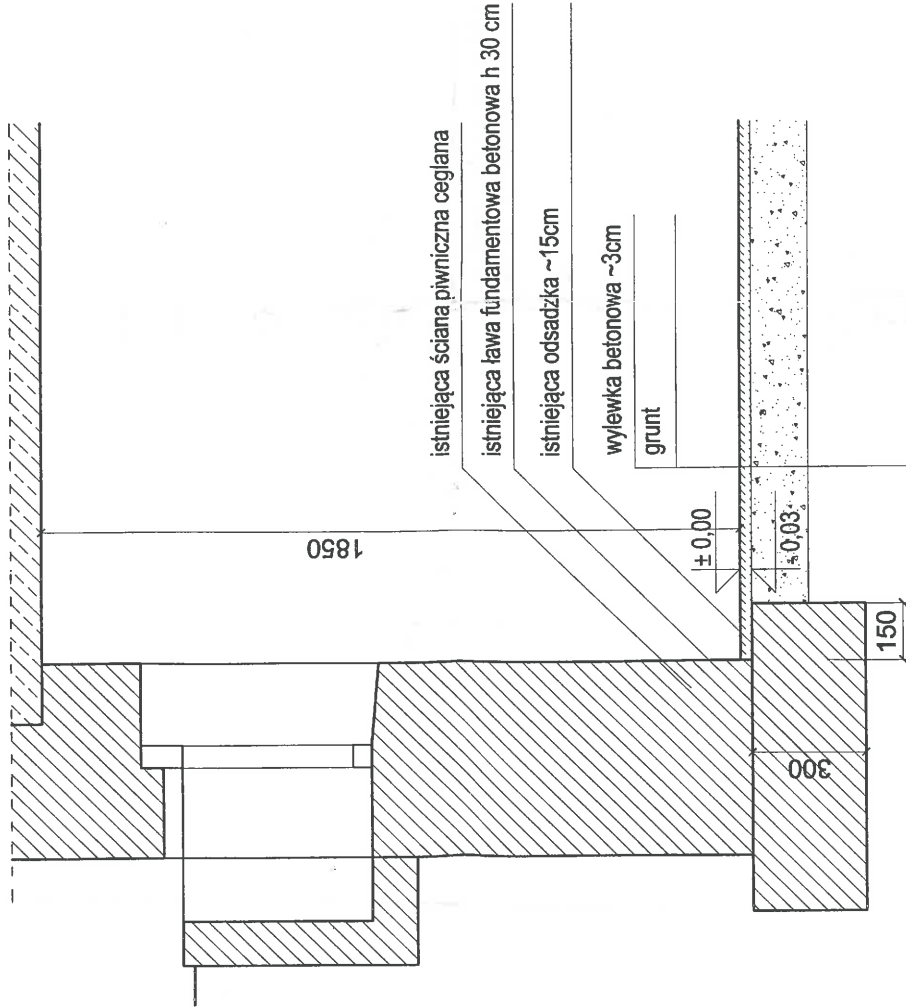 istniejąca ściana piwniczna ceglana
istniejąca ława fundamentowa betonowa h 30 cm
istniejąca odsadzka ~15cm
wylewka betonowa ~3cm
grunt
1850
± 0,00
± 0,03
150
300